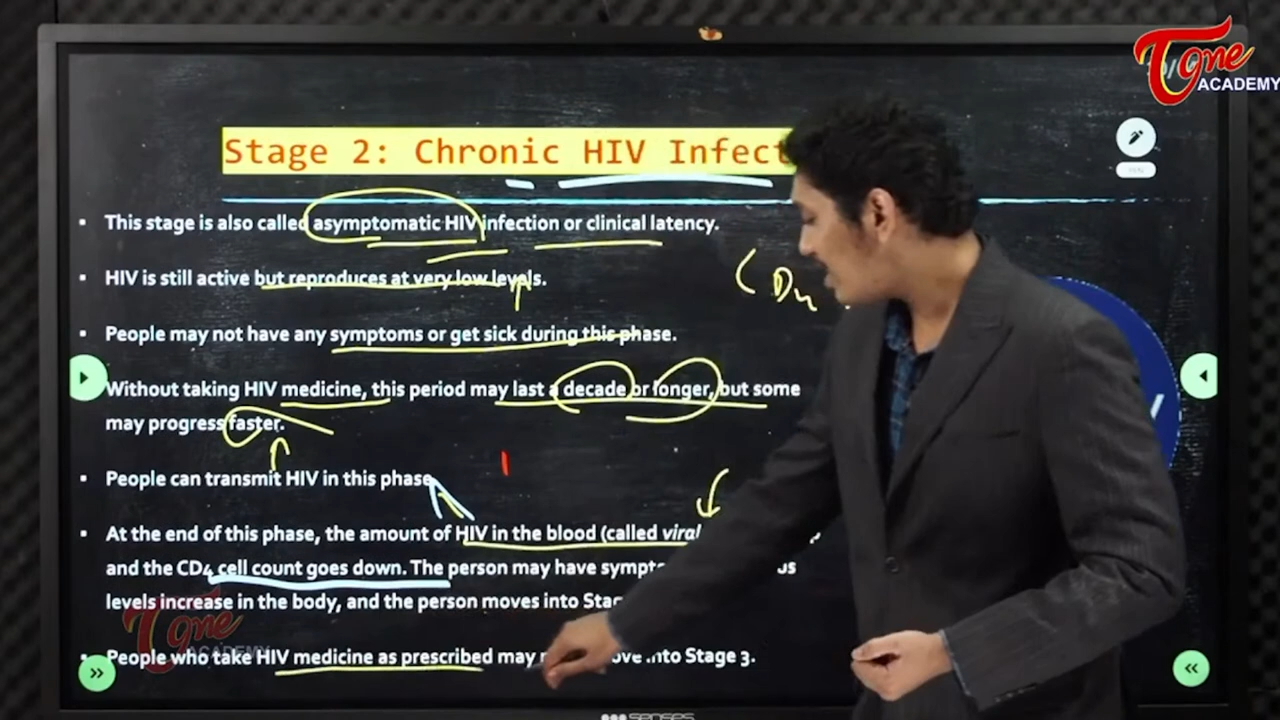 Tone
ACADEMY
Stage 2: Chronic HIV
This stage is also called asymptomatic HIV infection or clinical latency.
HIV is still active but reproduces at very low levels.
People may not have any symptoms or get sick during this phase.
Without taking HIV medicine, this period may last a decade or longer, but some
may progress faster.
People can transmit HIV in this phase
At the end of this phase, the amount of HIV in the blood (called viral
and the CD4 cell count goes down. The person may have
levels increase in the body, and the person moves into
Tone
ACADEMY
People who take HIV medicine as prescribed may into Stage 3.
senses